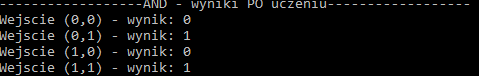 ------------------AND - wyniki PO uczeniu------------------
Wejscie (0,0) - wynik: 0
Wejscie (0,1) - wynik: 1
Wejscie (1,0) - wynik: 0
Wejscie (1,1) - wynik: 1